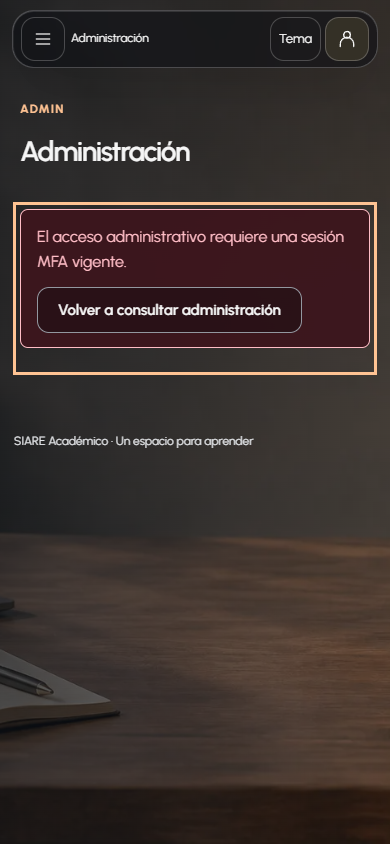 Administración
Tema
ADMIN
Administración
El acceso administrativo requiere una sesión
MFA vigente.
Volver a consultar administración
SIARE Académico · Un espacio para aprender